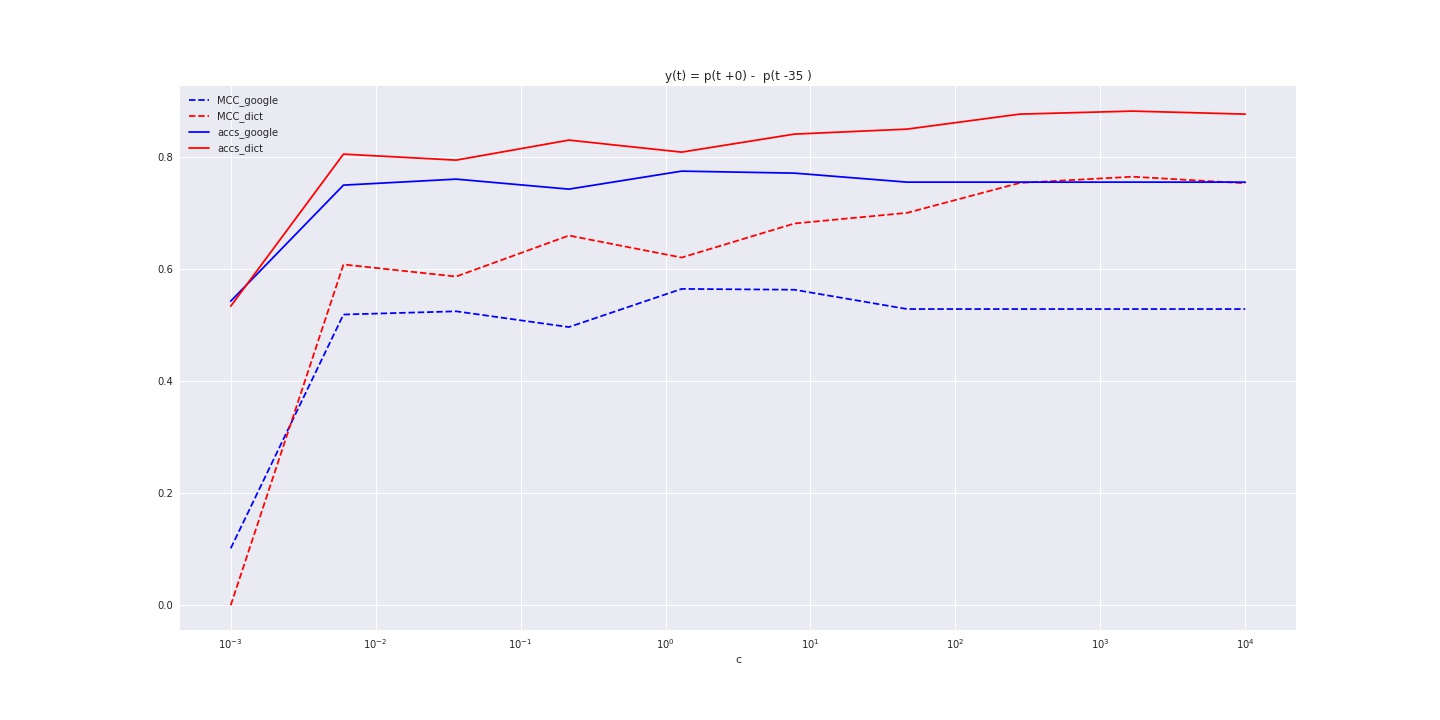 y(t) = p(t +0) -  p(t -35 )
MCC_google
MCC_dict
accs_google
accs_dict
0.8
0.6
0.4
0.2
0.0
10⁻³ 10⁻² 10⁻¹ 10⁰ 10¹ 10² 10³ 10⁴
c